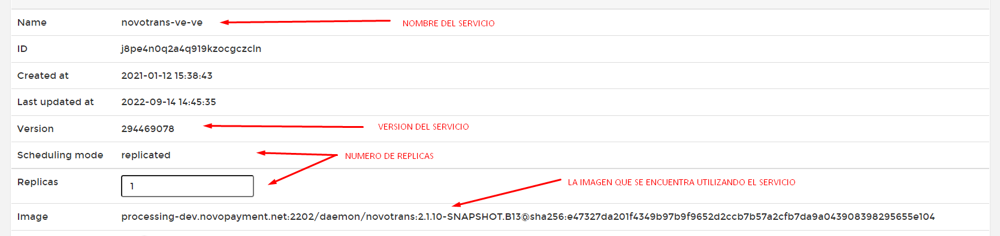 Name novotrans-ve-ve NOMBRE DEL SERVICIO
ID j8pe4n0q2a4q919kzocgczcln
Created at 2021-01-12 15:38:43
Last updated at 2022-09-14 14:45:35
Version 294469078 VERSION DEL SERVICIO
Scheduling mode replicated NUMERO DE REPLICAS
Replicas 1 LA IMAGEN QUE SE ENCUENTRA UTILIZANDO EL SERVICIO
Image processing-dev.novopayment.net:2202/daemon/novotrans:2.1.10-SNAPSHOT.B13@sha256:e47327da201f4349b97b9f9652d2ccb7b57a2cfb7da9a043908398295655e104